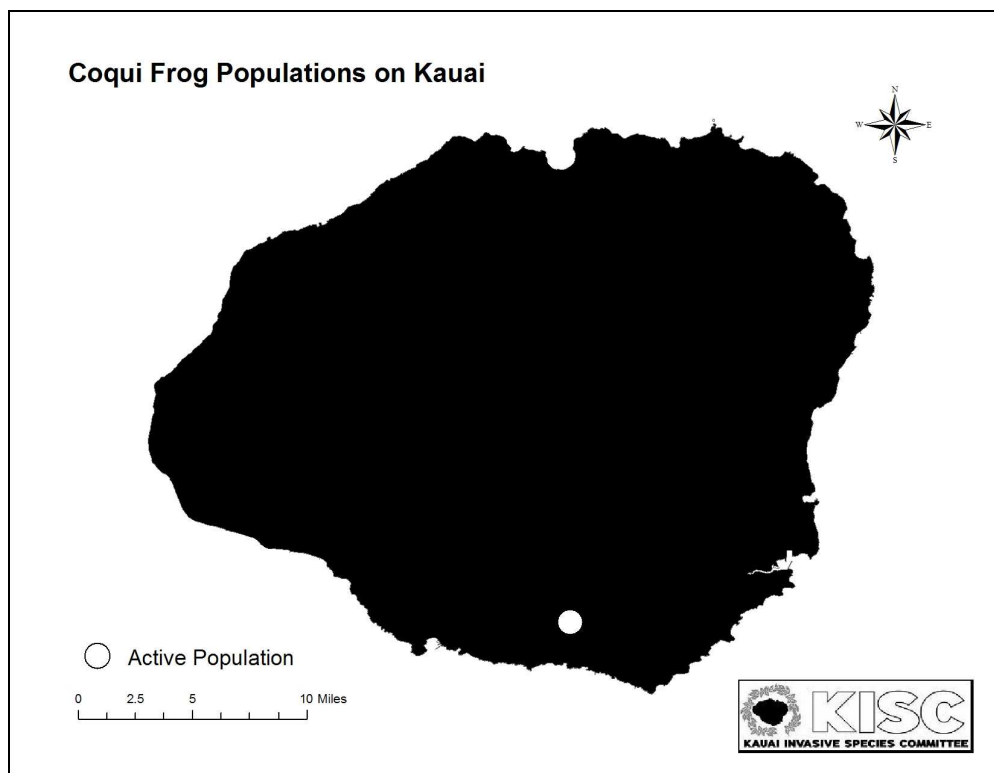 Coqui Frog Populations on Kauai
N
W E
S
Active Population
0 2.5 5 10 Miles
KISC
KAUAI INVASIVE SPECIES COMMITTEE